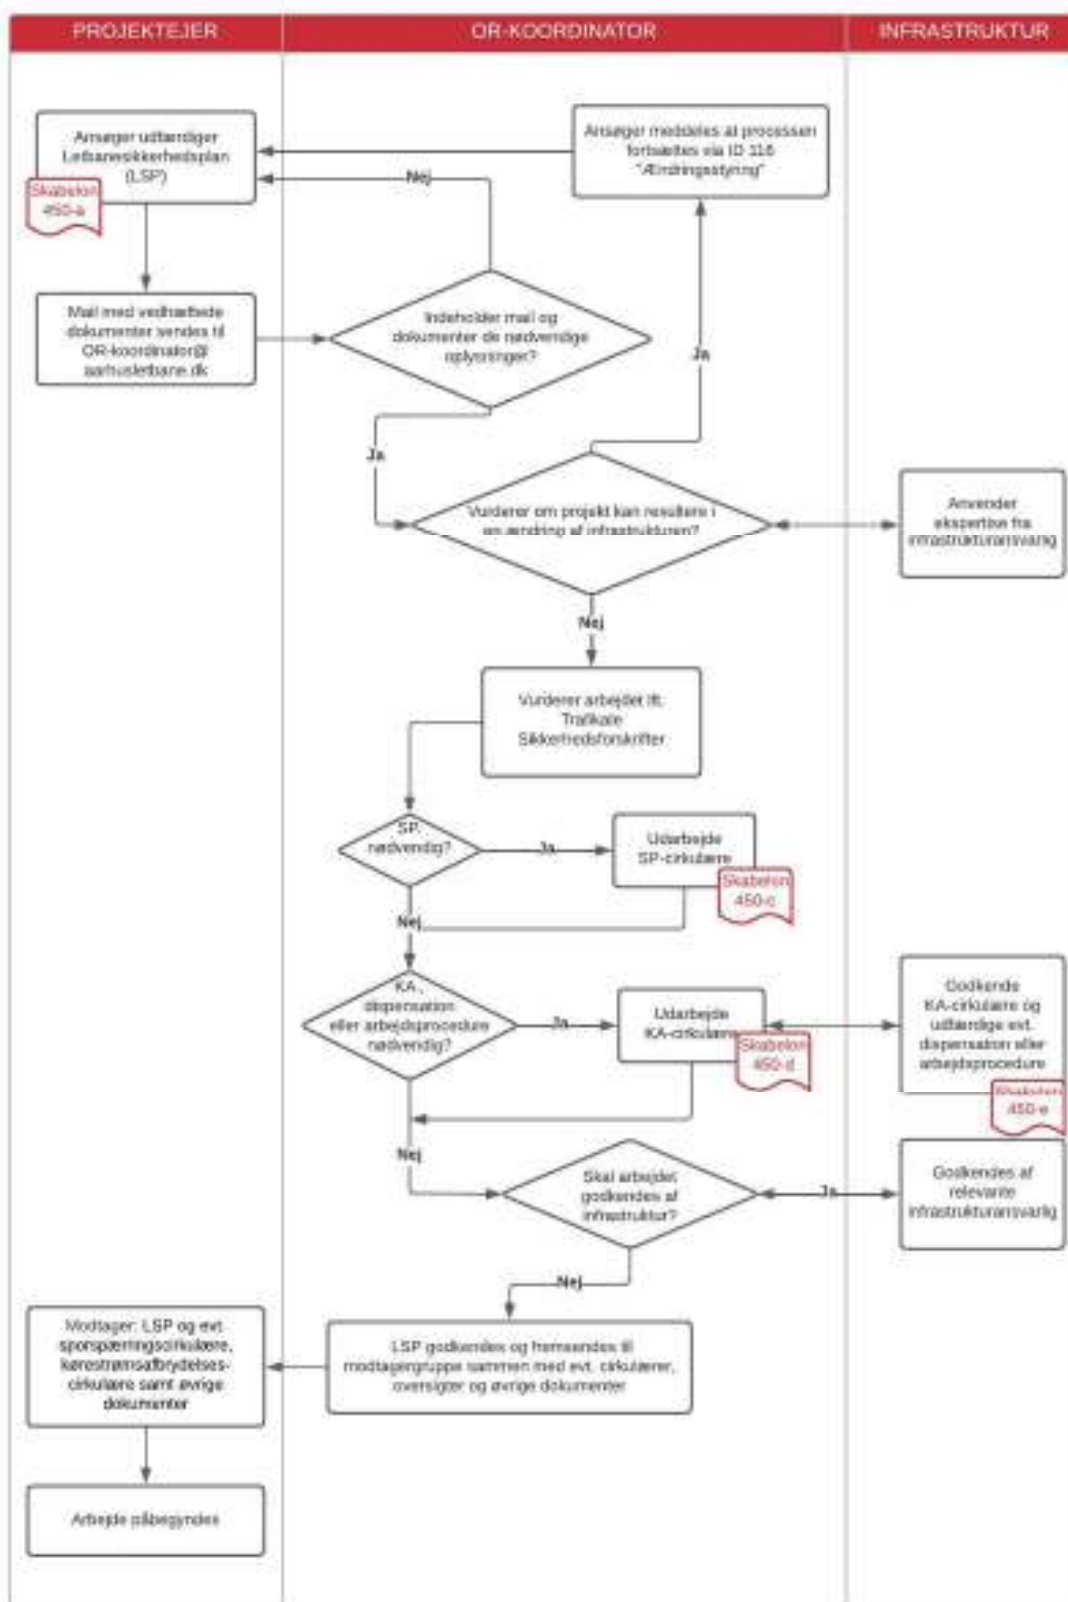 PROJEKTEJER
OR-KOORDINATOR
INFRASTRUKTUR
Ansøger udfærdiger
Letbanesikkerhedsplan
(LSP)
Skabelon
450-a
Ansøger meddeles at processen
fortsættes via ID 116
"Ændringsstyring"
Nej
Mail med vedhæftede
dokumenter sendes til
OR-koordinator@
aarhusletbane.dk
Indeholder mail og
dokumenter de nødvendige
oplysninger?
Ja
Ja
Vurderer om projekt kan resultere i
en ændring af infrastrukturen?
Anvender
ekspertise fra
infrastrukturansvarlig
Nej
Vurderer arbejdet ift.
Trafikale
Sikkerhedsforskrifter
SP.
nødvendig?
Ja
Udarbejde
SP-cirkulære
Skabelon
450-c
Nej
KA.,
dispensation
eller arbejdsprocedure
nødvendig?
Ja
Udarbejde
KA-cirkulære
Skabelon
450-d
Godkende
KA-cirkulære og
udfærdige evt.
dispensation eller
arbejdsprocedure
Skabelon
450-e
Nej
Skal arbejdet
godkendes af
infrastruktur?
Ja
Godkendes af
relevante
infrastrukturansvarlig
Nej
LSP godkendes og fremsendes til
modtagergruppe sammen med evt. cirkulærer,
oversigter og øvrige dokumenter
Modtager: LSP og evt.
sporspærringscirkulære,
kørestrømsafbrydelses-
cirkulære samt øvrige
dokumenter
Arbejde påbegyndes